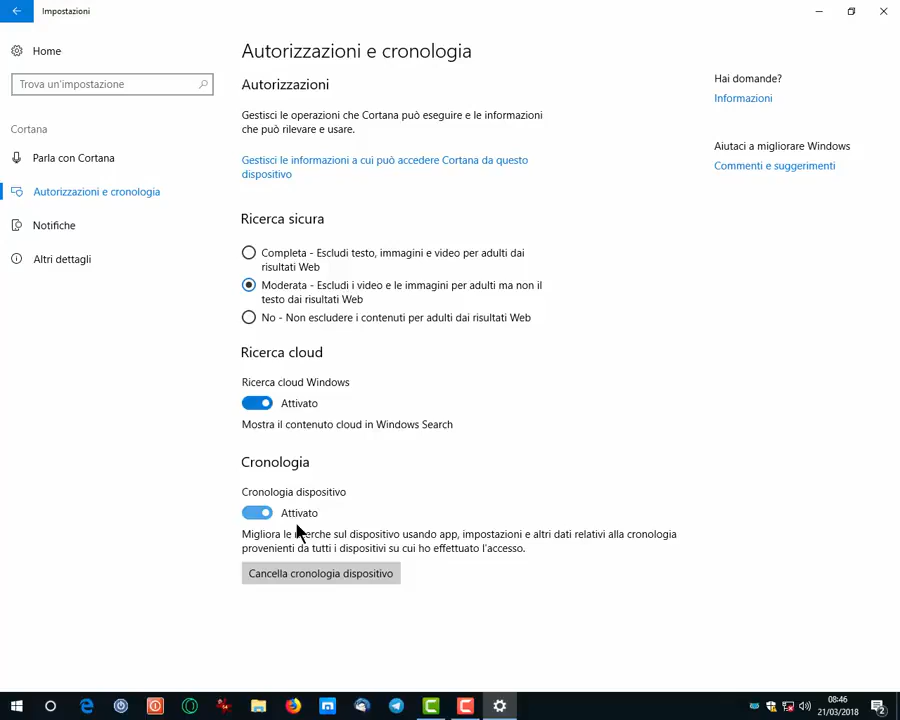 Impostazioni
Home
Trova un'impostazione
Cortana
Parla con Cortana
Autorizzazioni e cronologia
Notifiche
Altri dettagli
Autorizzazioni e cronologia
Autorizzazioni
Gestisci le operazioni che Cortana può eseguire e le informazioni
che può rilevare e usare.
Gestisci le informazioni a cui può accedere Cortana da questo
dispositivo
Ricerca sicura
Completa - Escludi testo, immagini e video per adulti dai
risultati Web
Moderata - Escludi i video e le immagini per adulti ma non il
testo dai risultati Web
No - Non escludere i contenuti per adulti dai risultati Web
Ricerca cloud
Ricerca cloud Windows
Attivato
Mostra il contenuto cloud in Windows Search
Cronologia
Cronologia dispositivo
Attivato
Migliora le ricerche sul dispositivo usando app, impostazioni e altri dati relativi alla cronologia
provenienti da tutti i dispositivi su cui ho effettuato l'accesso.
Cancella cronologia dispositivo
Hai domande?
Informazioni
Aiutaci a migliorare Windows
Commenti e suggerimenti
08:46
21/03/2018
2